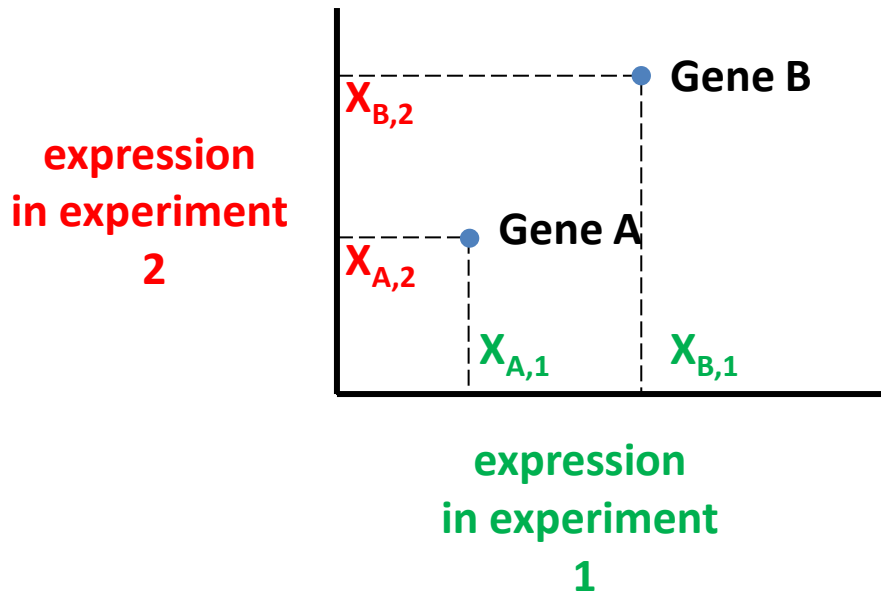 Gene B
X_B,2
expression
in experiment
2
Gene A
X_A,2
X_A,1
X_B,1
expression
in experiment
1